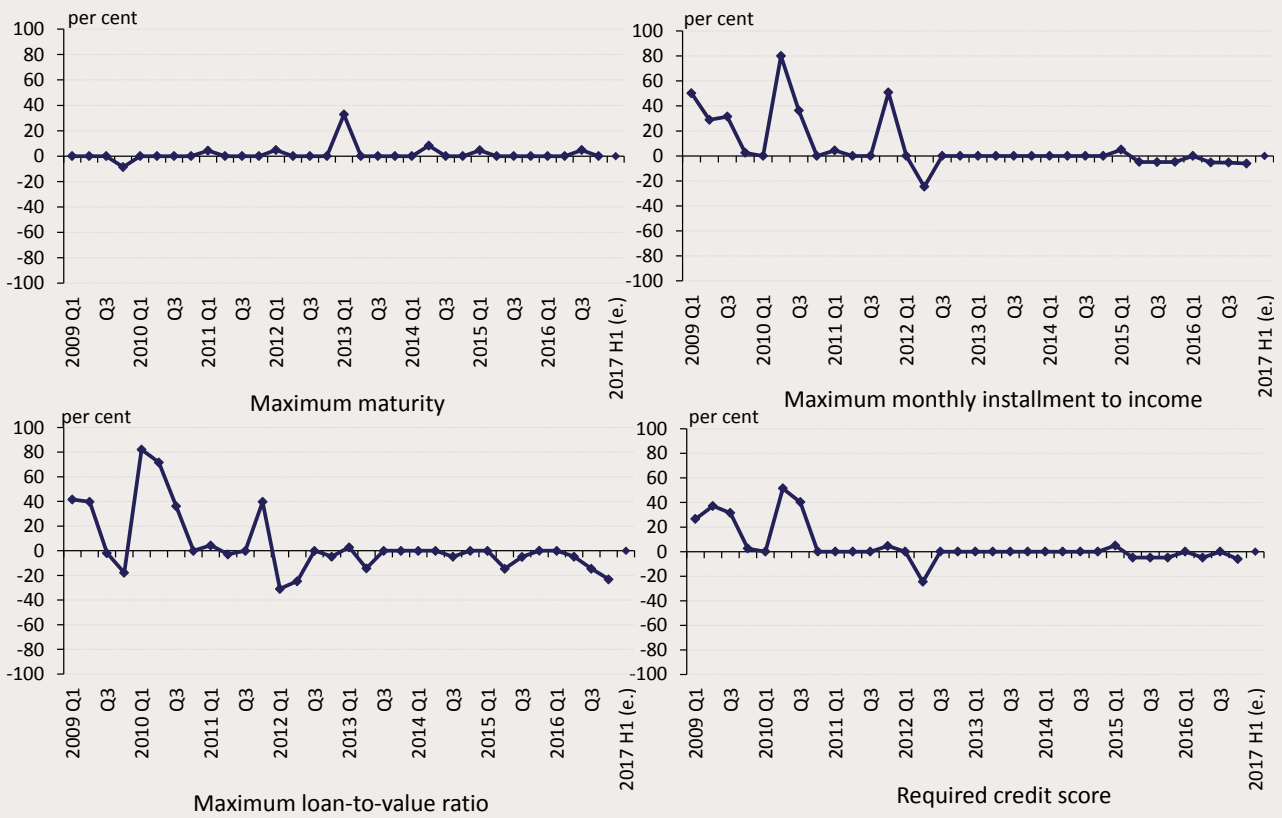 per cent
100
80
60
40
20
0
-20
-40
-60
-80
-100
2009 Q1
Q3
2010 Q1
Q3
2011 Q1
Q3
2012 Q1
Q3
2013 Q1
Q3
2014 Q1
Q3
2015 Q1
Q3
2016 Q1
Q3
2017 H1 (e.)
Maximum maturity
per cent
100
80
60
40
20
0
-20
-40
-60
-80
-100
2009 Q1
Q3
2010 Q1
Q3
2011 Q1
Q3
2012 Q1
Q3
2013 Q1
Q3
2014 Q1
Q3
2015 Q1
Q3
2016 Q1
Q3
2017 H1 (e.)
Maximum monthly installment to income
per cent
100
80
60
40
20
0
-20
-40
-60
-80
-100
2009 Q1
Q3
2010 Q1
Q3
2011 Q1
Q3
2012 Q1
Q3
2013 Q1
Q3
2014 Q1
Q3
2015 Q1
Q3
2016 Q1
Q3
2017 H1 (e.)
Maximum loan-to-value ratio
per cent
100
80
60
40
20
0
-20
-40
-60
-80
-100
2009 Q1
Q3
2010 Q1
Q3
2011 Q1
Q3
2012 Q1
Q3
2013 Q1
Q3
2014 Q1
Q3
2015 Q1
Q3
2016 Q1
Q3
2017 H1 (e.)
Required credit score